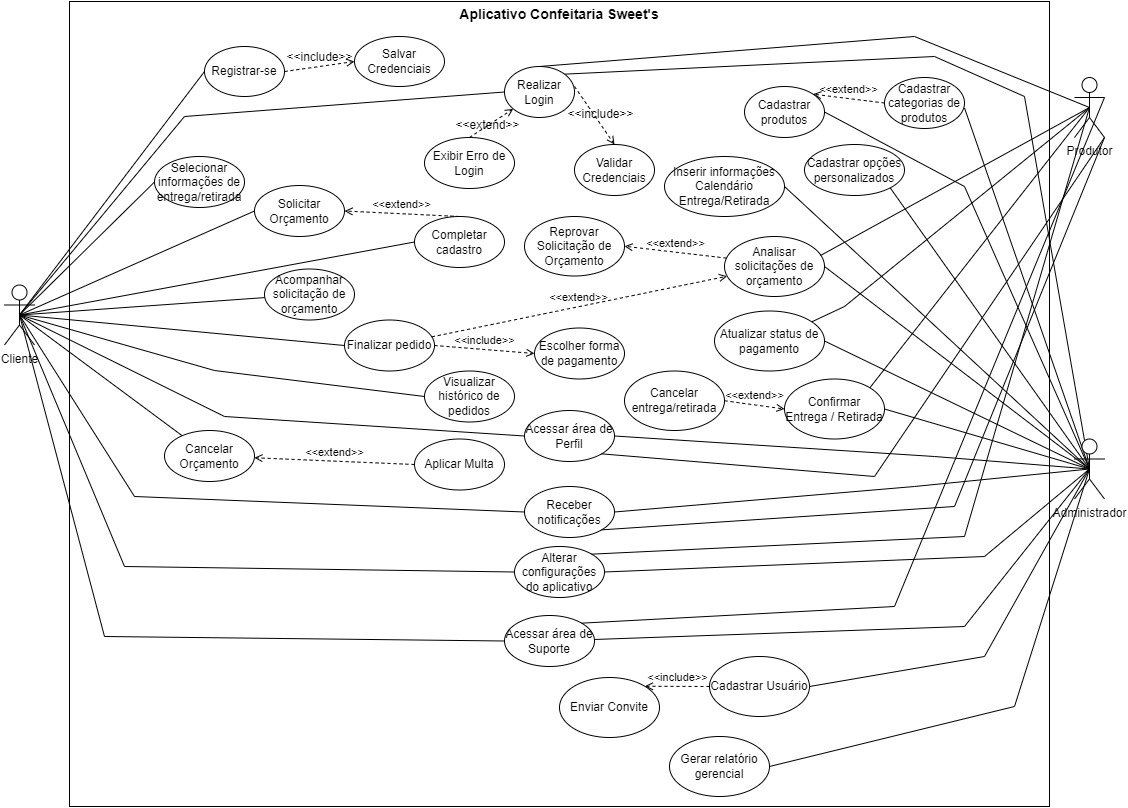 Aplicativo Confeitaria Sweet's
Registrar-se
<<include>>
Salvar
Credenciais
Realizar
Login
<<extend>>
<<include>>
Exibir Erro de
Login
Validar
Credenciais
Cadastrar
produtos
<<extend>>
Cadastrar
categorias de
produtos
Produtor
Selecionar
informações de
entrega/retirada
Inserir informações
Calendário
Entrega/Retirada
Cadastrar opções
personalizados
Solicitar
Orçamento
<<extend>>
Completar
cadastro
Reprovar
Solicitação de
Orçamento
<<extend>>
Analisar
solicitações de
orçamento
Acompanhar
solicitação de
orçamento
<<extend>>
Cliente
Finalizar pedido
<<include>>
Escolher forma
de pagamento
Atualizar status de
pagamento
Visualizar
histórico de
pedidos
Cancelar
entrega/retirada
<<extend>>
Confirmar
Entrega / Retirada
Acessar área de
Perfil
Cancelar
Orçamento
<<extend>>
Aplicar Multa
Receber
notificações
Administrador
Alterar
configurações
do aplicativo
Acessar área de
Suporte
Enviar Convite
<<include>>
Cadastrar Usuário
Gerar relatório
gerencial